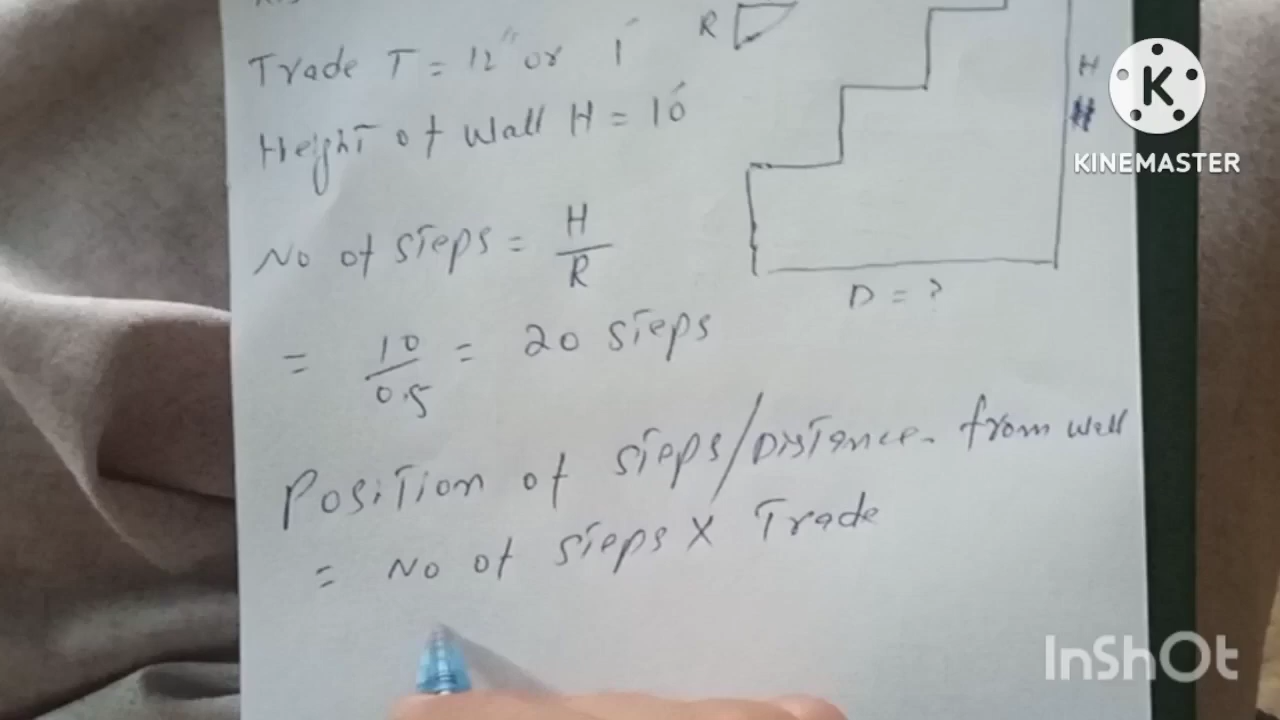 Trade T = 12" or 1'
R
Height of Wall H = 10'
H
H
K
KINEMASTER
No of steps = H/R
D = ?
= 10/0.5 = 20 steps
Position of steps/Distance from wall
= No of steps X Trade
InShOt